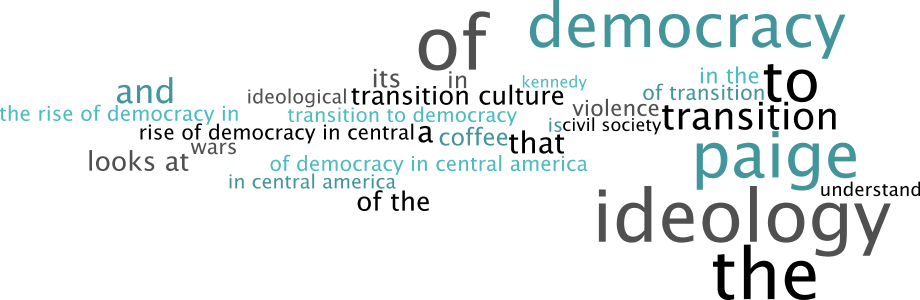 democracy
of
its
in
kennedy
in the
to
and
ideological
transition culture
of transition
the rise of democracy in
transition to democracy
violence
transition
is
civil society
rise of democracy in central
a
coffee
that
wars
looks at
of democracy in central america
paige
in central america
understand
of the
ideology
the